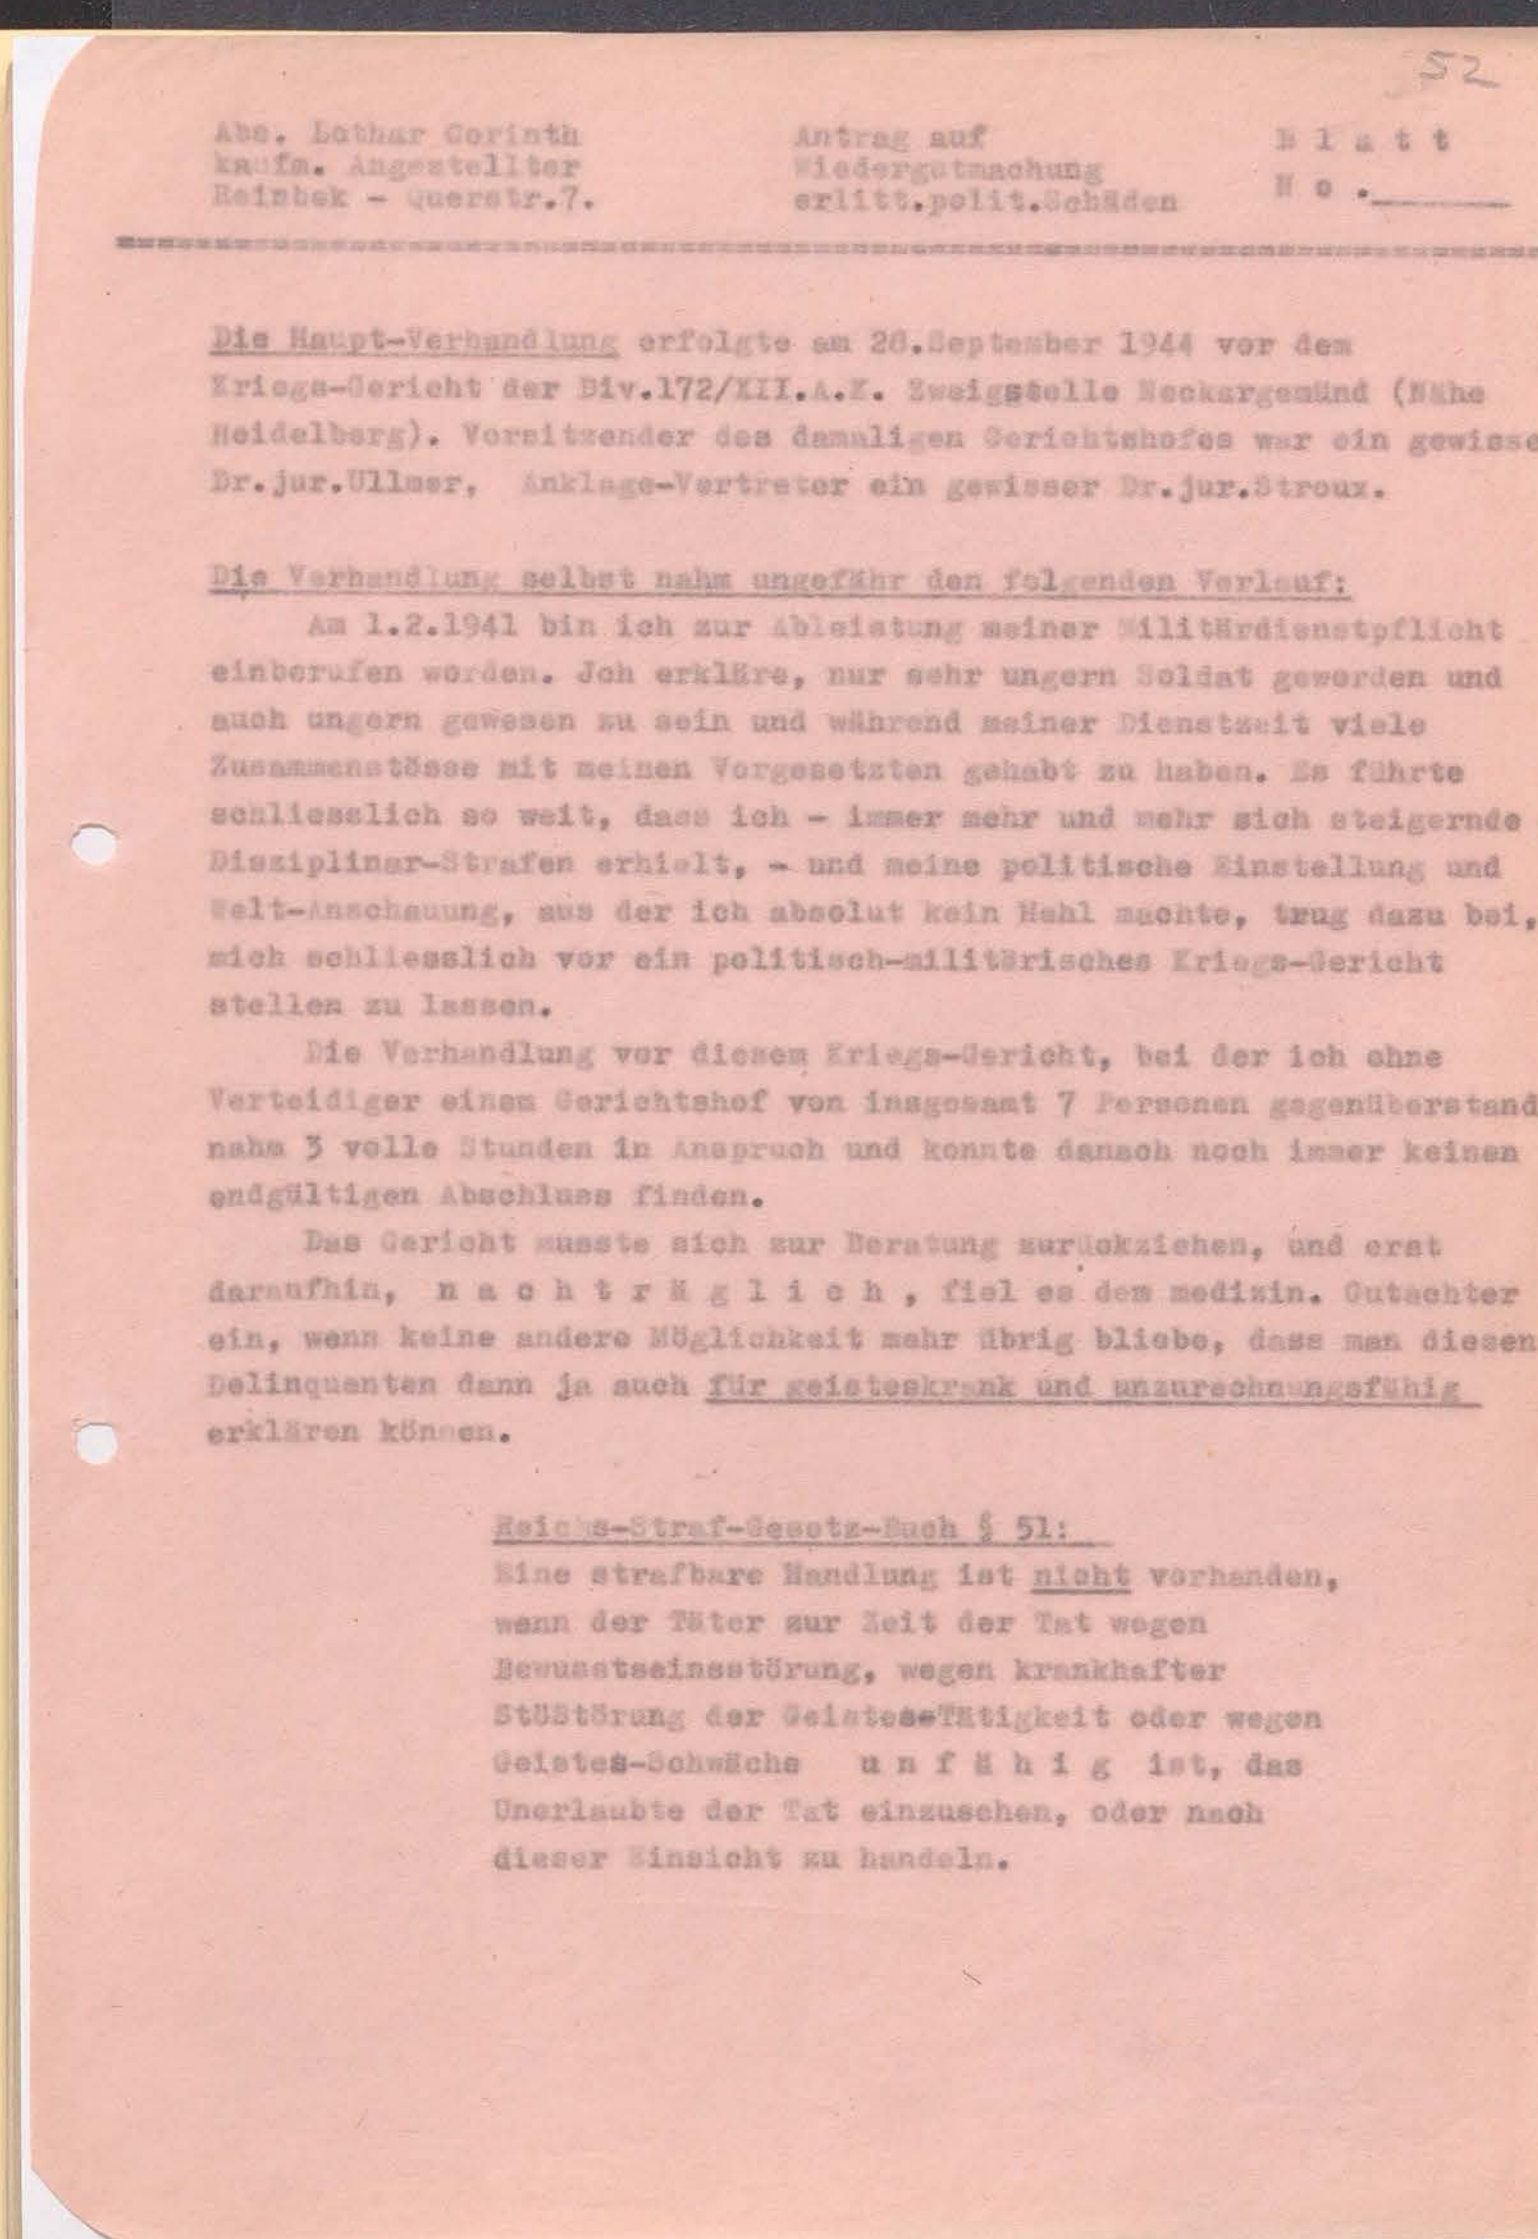 52
Abs. Lothar Corinth
kaufm. Angestellter
Reinbek - Querstr.7.
Antrag auf
Wiedergutmachung
erlitt.polit.Schäden
B l a t t
N o .
Die Haupt-Verhandlung erfolgte am 28.September 1944 vor dem
Kriegs-Gericht der Div.172/XII.A.K. Zweigstelle Neckargemünd (Nähe
Heidelberg). Vorsitzender des damaligen Gerichtshofes war ein gewisse
Dr.jur.Ullmer, Anklage-Vertreter ein gewisser Dr.jur.Stroux.
Die Verhandlung selbst nahm ungefähr den folgenden Verlauf:
Am 1.2.1941 bin ich zur Ableistung meiner Militärdienstpflicht
einberufen worden. Jch erkläre, nur sehr ungern Soldat geworden und
auch ungern gewesen zu sein und während meiner Dienstzeit viele
Zusammenstösse mit meinen Vorgesetzten gehabt zu haben. Es führte
schliesslich so weit, dass ich - immer mehr und mehr sich steigernde
Disziplinar-Strafen erhielt, - und meine politische Einstellung und
Welt-Anschauung, aus der ich absolut kein Hehl machte, trug dazu bei,
mich schliesslich vor ein politisch-militärisches Kriegs-Gericht
stellen zu lassen.
Die Verhandlung vor diesem Kriegs-Gericht, bei der ich ohne
Verteidiger einem Gerichtshof von insgesamt 7 Personen gegenüberstand
nahm 3 volle Stunden in Anspruch und konnte danach noch immer keinen
endgültigen Abschluss finden.
Das Gericht musste sich zur Beratung zurückziehen, und erst
daraufhin, n a c h t r ä g l i c h , fiel es dem medizin. Gutachter
ein, wenn keine andere Möglichkeit mehr übrig bliebe, dass man diesen
Delinquenten dann ja auch für geisteskrank und unzurechnungsfähig
erklären können.
Reichs-Straf-Gesetz-Buch § 51:
Eine strafbare Handlung ist nicht vorhanden,
wenn der Täter zur Zeit der Tat wegen
Bewusstseinsstörung, wegen krankhafter
StöStörung der GeisteseTätigkeit oder wegen
Geistes-Schwäche u n f ä h i g ist, das
Unerlaubte der Tat einzusehen, oder nach
dieser Einsicht zu handeln.